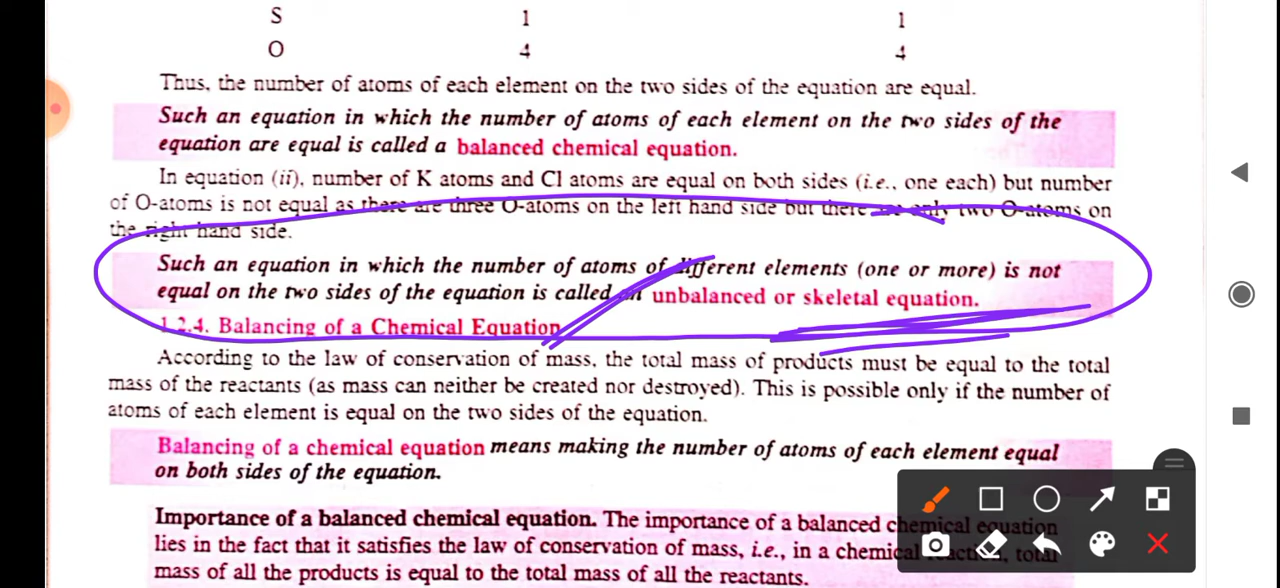 S 1 1
O 4 4
Thus, the number of atoms of each element on the two sides of the equation are equal.
Such an equation in which the number of atoms of each element on the two sides of the
equation are equal is called a balanced chemical equation.
In equation (ii), number of K atoms and Cl atoms are equal on both sides (i.e., one each) but number
of O-atoms is not equal as there are three O-atoms on the left hand side but there are only two O-atoms on
the right hand side.
Such an equation in which the number of atoms of different elements (one or more) is not
equal on the two sides of the equation is called an unbalanced or skeletal equation.
1.2.4. Balancing of a Chemical Equation
According to the law of conservation of mass, the total mass of products must be equal to the total
mass of the reactants (as mass can neither be created nor destroyed). This is possible only if the number of
atoms of each element is equal on the two sides of the equation.
Balancing of a chemical equation means making the number of atoms of each element equal
on both sides of the equation.
Importance of a balanced chemical equation. The importance of a balanced chemical equation
lies in the fact that it satisfies the law of conservation of mass, i.e., in a chemical reaction, total
mass of all the products is equal to the total mass of all the reactants.